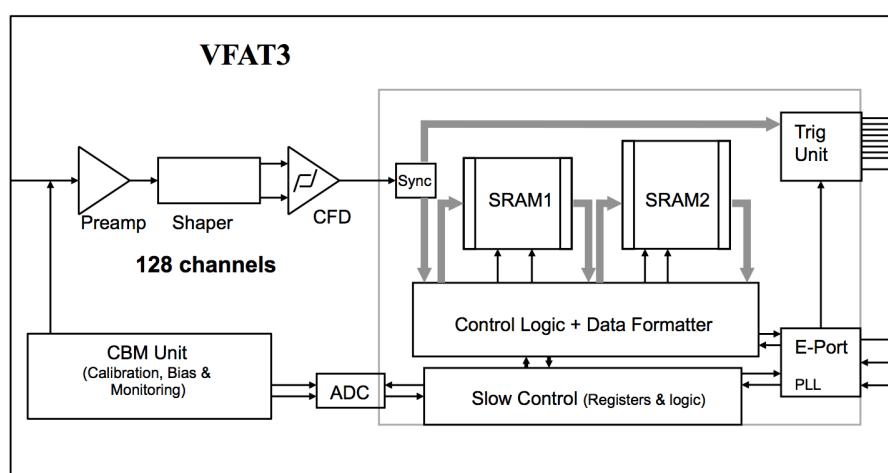 VFAT3
Trig
Unit
Sync
SRAM1
SRAM2
Preamp
Shaper
CFD
128 channels
Control Logic + Data Formatter
CBM Unit
(Calibration, Bias &
Monitoring)
ADC
E-Port
PLL
Slow Control (Registers & logic)